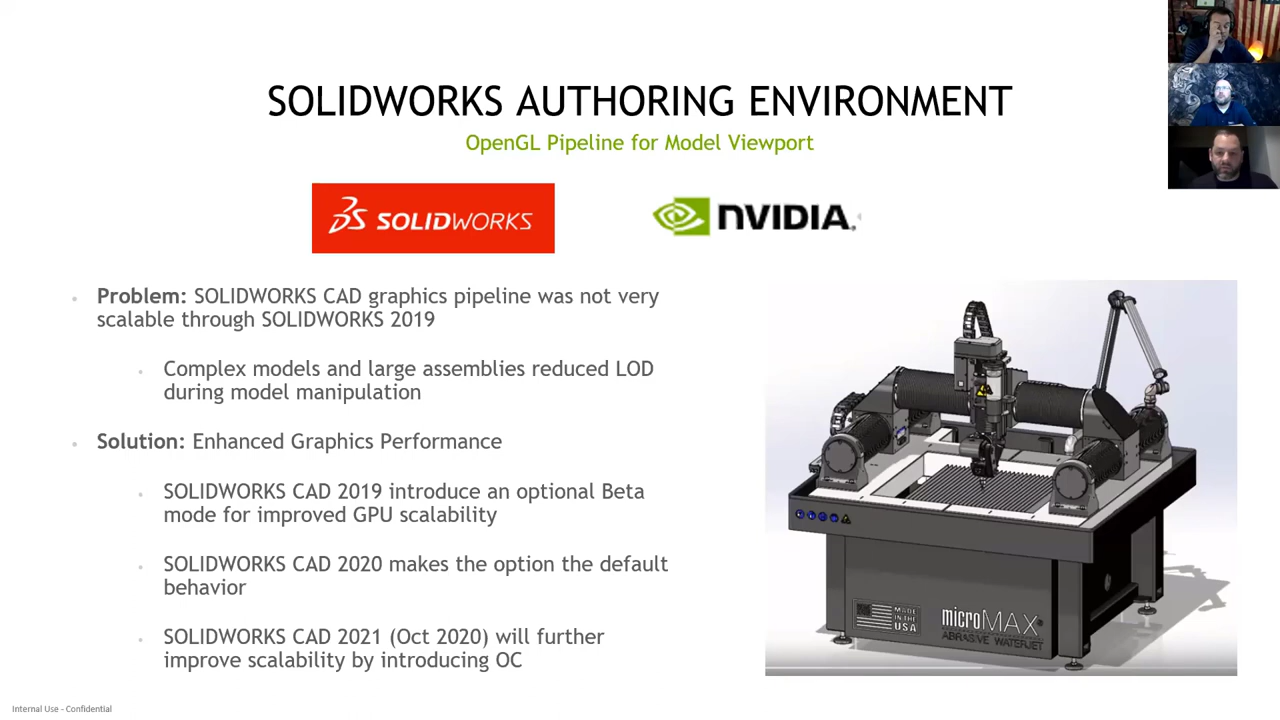 SOLIDWORKS AUTHORING ENVIRONMENT
OpenGL Pipeline for Model Viewport
SOLIDWORKS
NVIDIA.
Problem: SOLIDWORKS CAD graphics pipeline was not very
scalable through SOLIDWORKS 2019
Complex models and large assemblies reduced LOD
during model manipulation
Solution: Enhanced Graphics Performance
SOLIDWORKS CAD 2019 introduce an optional Beta
mode for improved GPU scalability
SOLIDWORKS CAD 2020 makes the option the default
behavior
SOLIDWORKS CAD 2021 (Oct 2020) will further
improve scalability by introducing OC
MADE
IN THE
USA
microMAX®
ABRASIVE WATERJET
Internal Use - Confidential